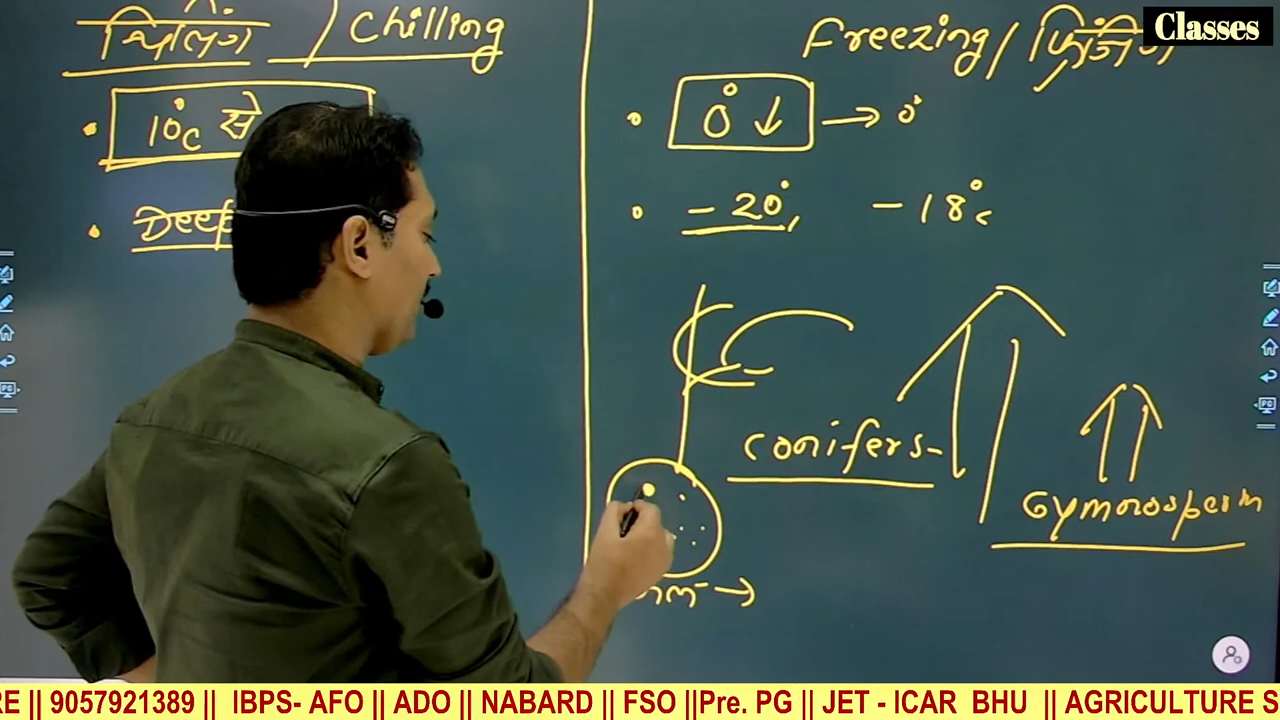 Classes
चिलिंग / Chilling
10°C से
Deep
Freezing / फ्रिजिंग
0° ↓ → 0°
- 20°, - 18°C
Conifers-
Gymnosperm
RE || 9057921389 || IBPS- AFO || ADO || NABARD || FSO ||Pre. PG || JET - ICAR BHU || AGRICULTURE S